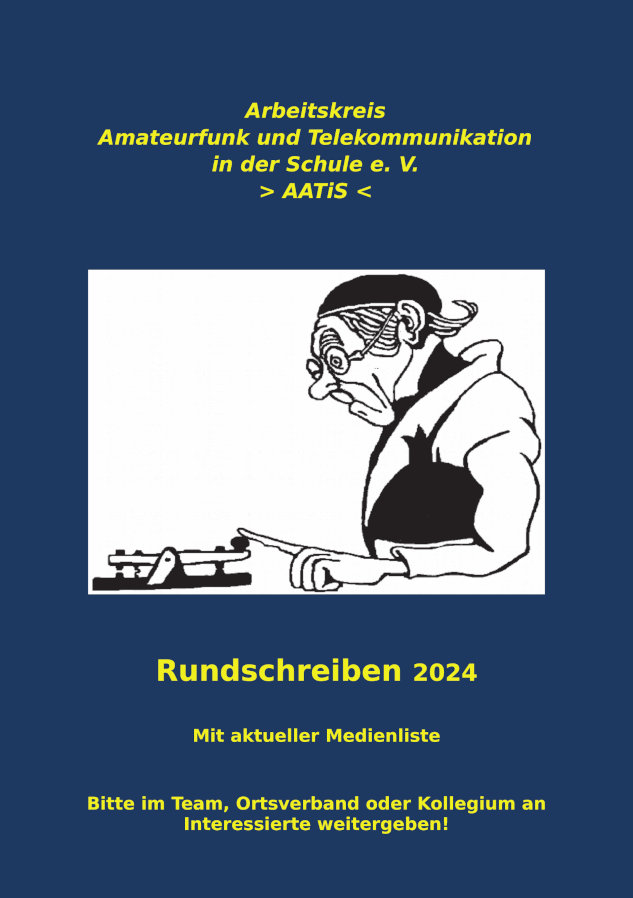 Arbeitskreis
Amateurfunk und Telekommunikation
in der Schule e. V.
> AATiS <
Rundschreiben 2024
Mit aktueller Medienliste
Bitte im Team, Ortsverband oder Kollegium an
Interessierte weitergeben!